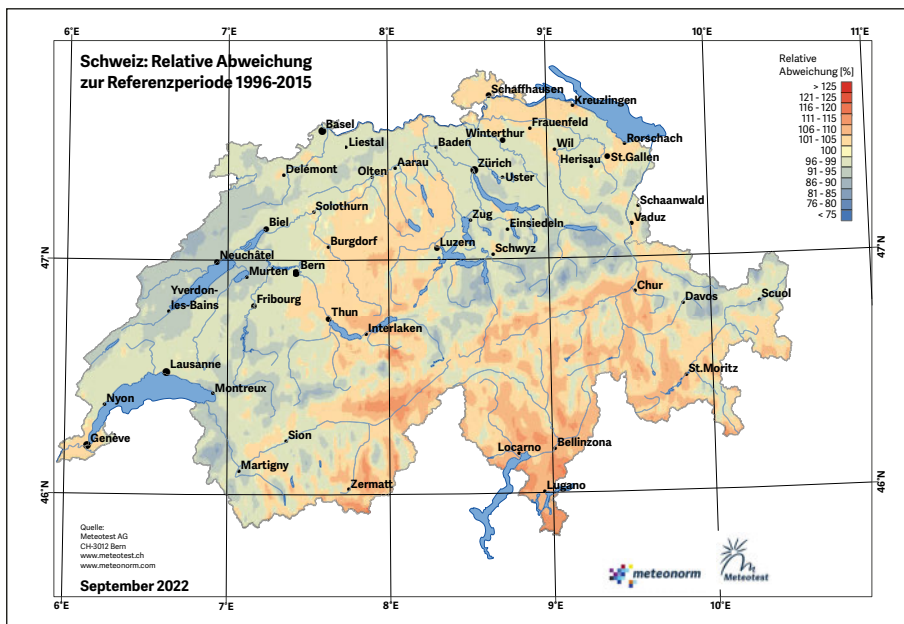 6°E 7°E 8°E 9°E 10°E 11°E
Schweiz: Relative Abweichung
zur Referenzperiode 1996-2015
Relative
Abweichung [%]
> 125
121 - 125
116 - 120
111 - 115
106 - 110
101 - 105
100
96 - 99
91 - 95
86 - 90
81 - 85
76 - 80
< 75
Schaffhausen
Kreuzlingen
Basel
Frauenfeld
Winterthur
Rorschach
Liestal
Baden
Wil
Aarau
Zürich
Herisau
St.Gallen
Delémont
Olten
Uster
Solothurn
Schaanwald
Biel
Zug
Einsiedeln
Vaduz
Burgdorf
Luzern
Schwyz
47°N
47°N
Neuchâtel
Murten
Bern
Yverdon-
les-Bains
Fribourg
Chur
Davos
Scuol
Thun
Interlaken
Lausanne
St.Moritz
Nyon
Montreux
Genève
Sion
Locarno
Bellinzona
Martigny
Zermatt
Lugano
46°N
46°N
Quelle:
Meteotest AG
CH-3012 Bern
www.meteotest.ch
www.meteonorm.com
September 2022
meteonorm
Meteotest
6°E 7°E 8°E 9°E 10°E